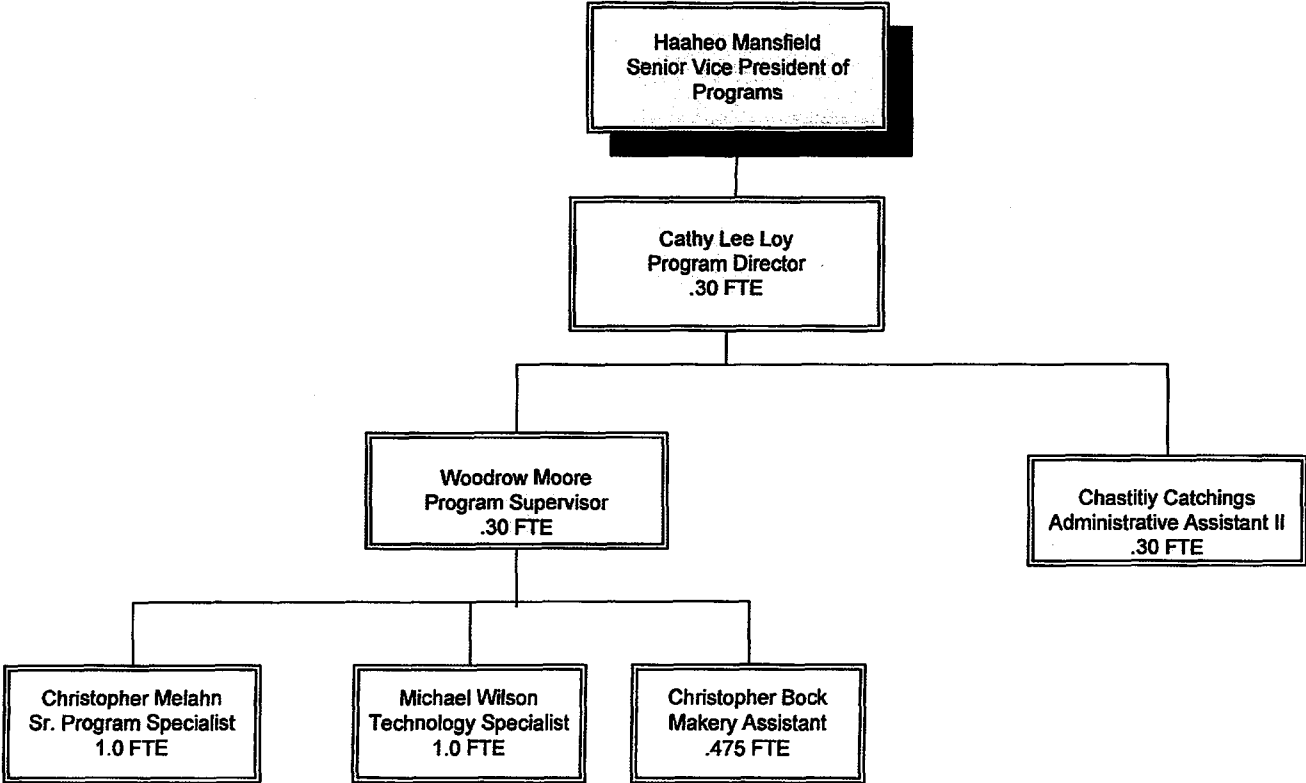 Haaheo Mansfield
Senior Vice President of
Programs
Cathy Lee Loy
Program Director
.30 FTE
Woodrow Moore
Program Supervisor
.30 FTE
Chastitiy Catchings
Administrative Assistant II
.30 FTE
Christopher Melahn
Sr. Program Specialist
1.0 FTE
Michael Wilson
Technology Specialist
1.0 FTE
Christopher Bock
Makery Assistant
.475 FTE